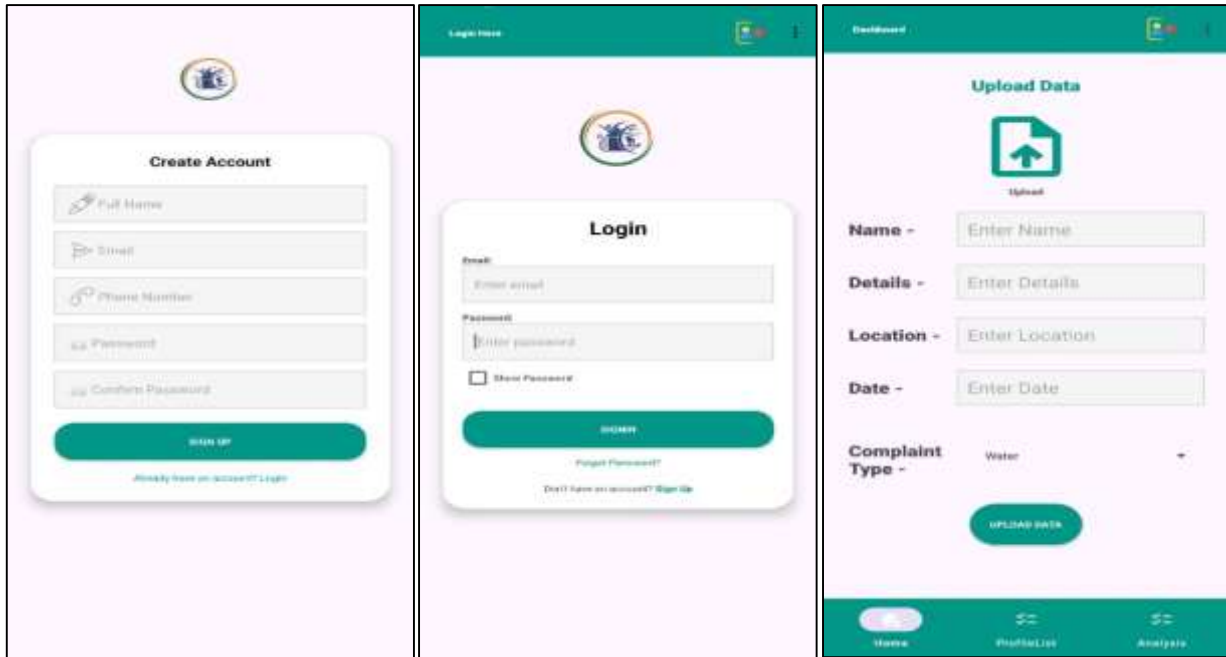 Create Account
Full Name
Email
Phone Number
Password
Confirm Password
SIGN UP
Already have an account? Login
Login Here
Login
Email:
Enter email
Password:
Enter password
Show Password
SIGNIN
Forgot Password?
Don't have an account? Sign Up
Dashboard
Upload Data
Upload
Name - Enter Name
Details - Enter Details
Location - Enter Location
Date - Enter Date
Complaint
Type - Water
UPLOAD DATA
Home ProfileList Analysis